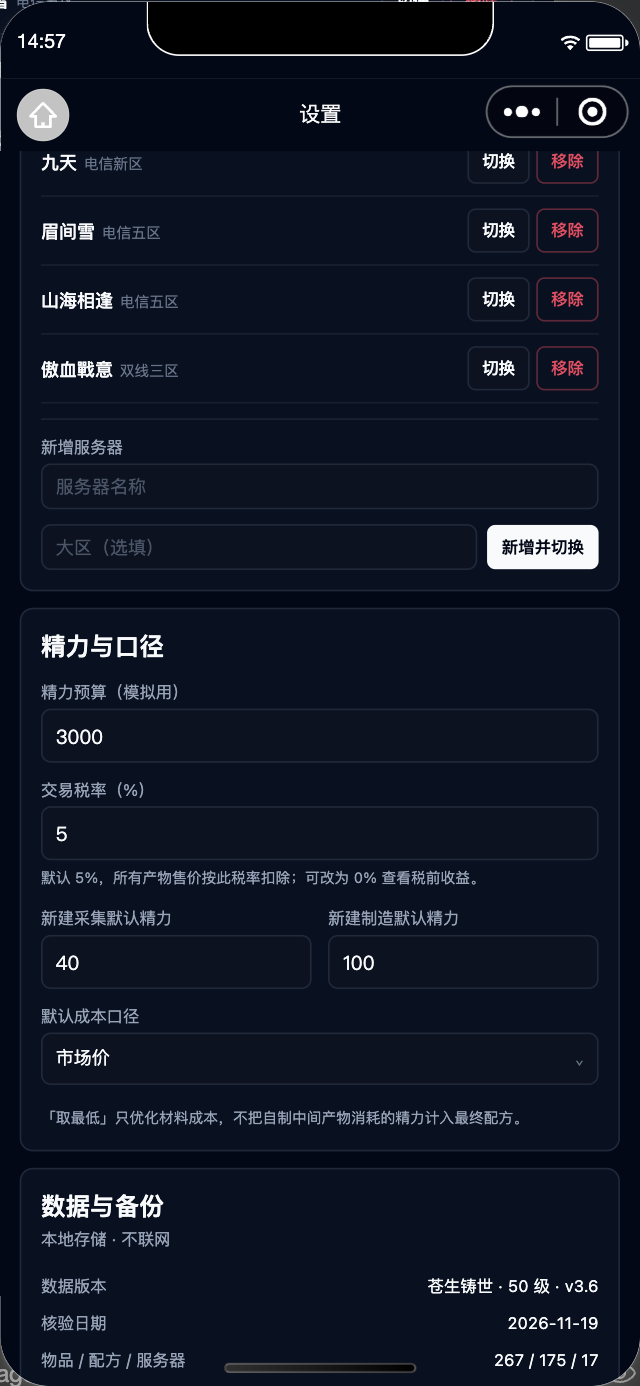 14:57
设置
九天 电信新区 切换 移除
眉间雪 电信五区 切换 移除
山海相逢 电信五区 切换 移除
傲血戰意 双线三区 切换 移除
新增服务器
服务器名称
大区（选填） 新增并切换
精力与口径
精力预算（模拟用）
3000
交易税率（%）
5
默认 5%，所有产物售价按此税率扣除；可改为 0% 查看税前收益。
新建采集默认精力 新建制造默认精力
40 100
默认成本口径
市场价
「取最低」只优化材料成本，不把自制中间产物消耗的精力计入最终配方。
数据与备份
本地存储 · 不联网
数据版本 苍生铸世 · 50 级 · v3.6
核验日期 2026-11-19
物品 / 配方 / 服务器 267 / 175 / 17